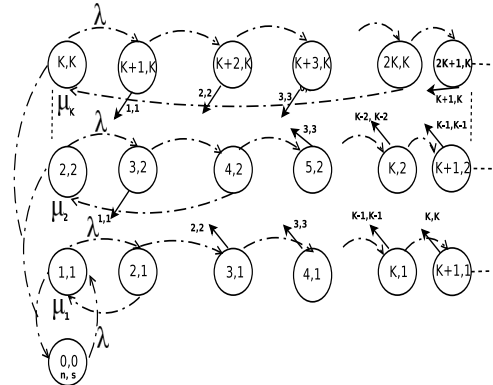 λ
K,K K+1,K K+2,K K+3,K 2K,K 2K+1,K
μK 1,1 2,2 3,3 K+1,K
λ 3,3 K-2, K-2 K-1,K-1
2,2 3,2 4,2 5,2 K,2 K+1,2
μ2 1,1
λ 2,2 3,3 K-1,K-1 K,K
1,1 2,1 3,1 4,1 K,1 K+1,1
μ1
λ
0,0
n, s